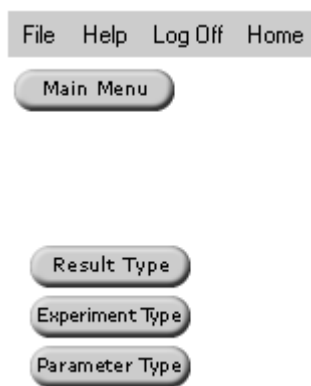 File Help Log Off Home
Main Menu
Result Type
Experiment Type
Parameter Type